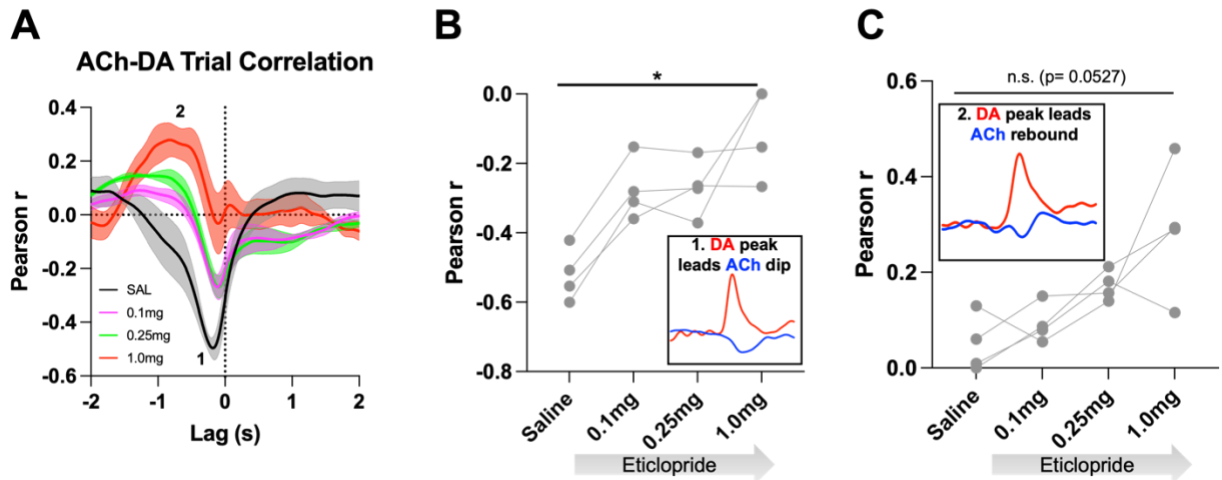 A
ACh-DA Trial Correlation
Pearson r
0.4
0.2
0.0
-0.2
-0.4
-0.6
2
1
SAL
0.1mg
0.25mg
1.0mg
-2
-1
0
1
2
Lag (s)
B
*
Pearson r
0.0
-0.2
-0.4
-0.6
-0.8
1. DA peak
leads ACh dip
Saline
0.1mg
0.25mg
1.0mg
Eticlopride
C
n.s. (p= 0.0527)
Pearson r
0.6
0.4
0.2
0.0
2. DA peak leads
ACh rebound
Saline
0.1mg
0.25mg
1.0mg
Eticlopride